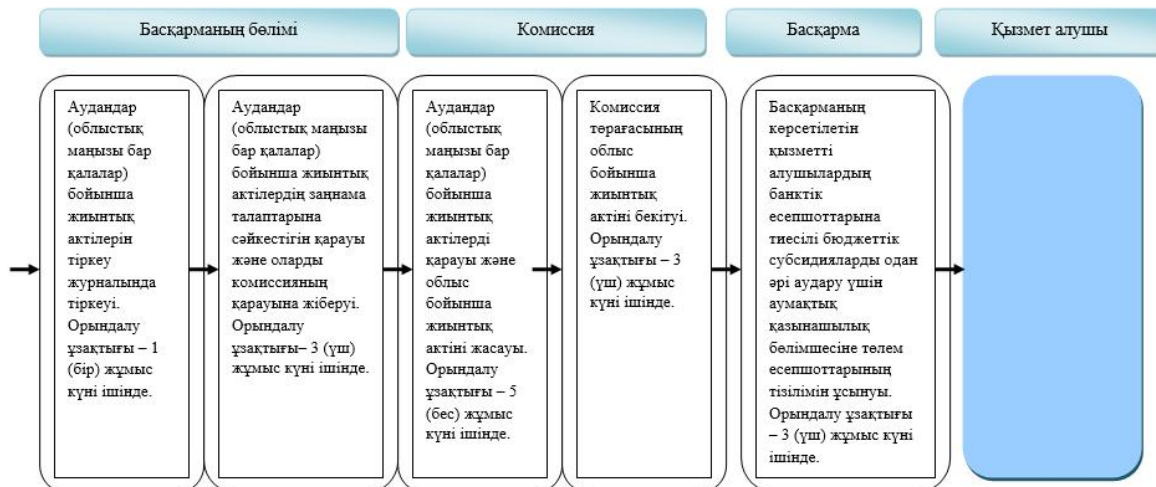 Басқарманың бөлімі
Комиссия
Басқарма
Қызмет алушы
Аудандар
(облыстық
маңызы бар
қалалар)
бойынша
жиынтық
актілерін
тіркеу
журналында
тіркеуі.
Орындалу
ұзақтығы – 1
(бір) жұмыс
күні ішінде.
Аудандар
(облыстық маңызы
бар қалалар)
бойынша жиынтық
актілердің заңнама
талаптарына
сәйкестігін қарауы
және оларды
комиссияның
қарауына жіберуі.
Орындалу
ұзақтығы– 3 (үш)
жұмыс күні ішінде.
Аудандар
(облыстық
маңызы бар
қалалар)
бойынша
жиынтық
актілерді
қарауы және
облыс
бойынша
жиынтық
актіні жасауы.
Орындалу
ұзақтығы – 5
(бес) жұмыс
күні ішінде.
Комиссия
төрағасының
облыс
бойынша
жиынтық
актіні бекітуі.
Орындалу
ұзақтығы – 3
(үш) жұмыс
күні ішінде.
Басқарманың
көрсетілетін
қызметті
алушылардың
банктік
есепшоттарына
тиесілі бюджеттік
субсидияларды одан
әрі аудару үшін
аумақтық
қазынашылық
бөлімшесіне төлем
есепшоттарының
тізілімін ұсынуы.
Орындалу ұзақтығы
– 3 (үш) жұмыс күні
ішінде.